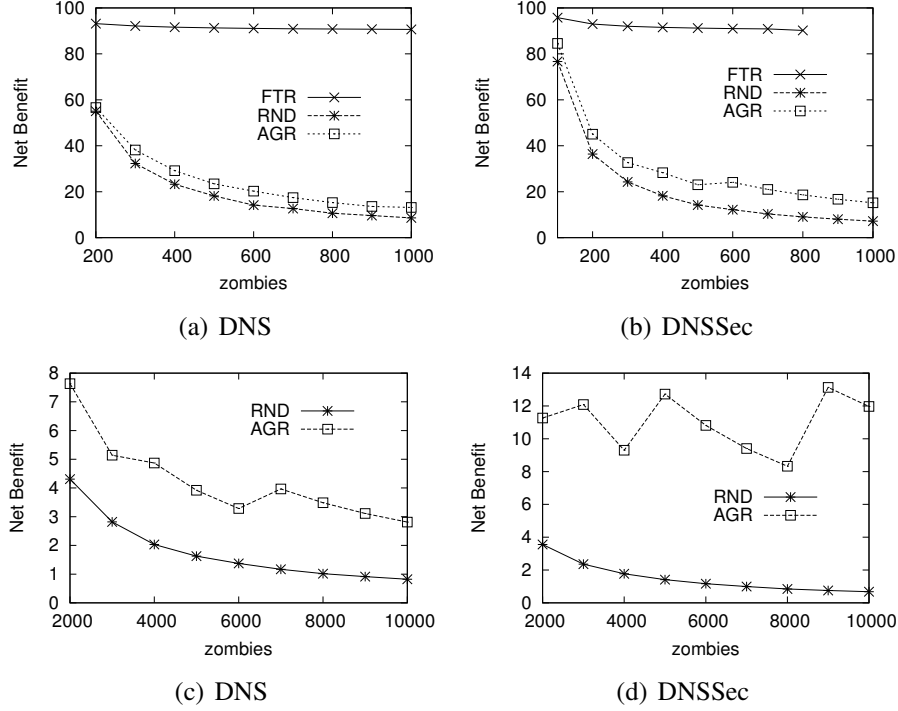 100
80
60
40
20
0
Net Benefit
FTR
RND
AGR
200 400 600 800 1000
zombies
(a) DNS
100
80
60
40
20
0
Net Benefit
FTR
RND
AGR
200 400 600 800 1000
zombies
(b) DNSSec
8
7
6
5
4
3
2
1
0
Net Benefit
RND
AGR
2000 4000 6000 8000 10000
zombies
(c) DNS
14
12
10
8
6
4
2
0
Net Benefit
RND
AGR
2000 4000 6000 8000 10000
zombies
(d) DNSSec